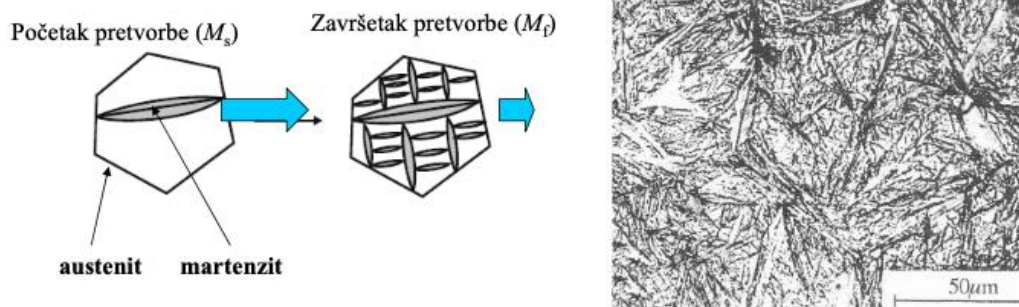 Početak pretvorbe (Ms)
Završetak pretvorbe (Mf)
austenit martenzit
50μm